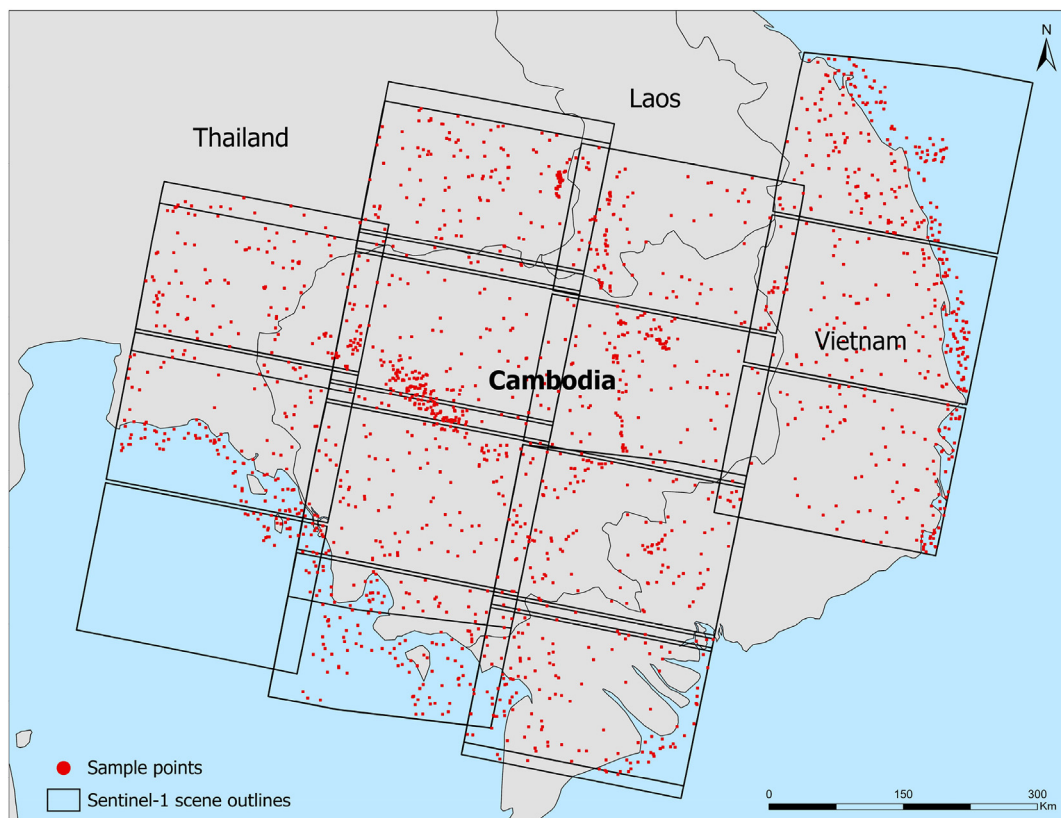 N
Laos
Thailand
Vietnam
Cambodia
Sample points
Sentinel-1 scene outlines
0 150 300
Km